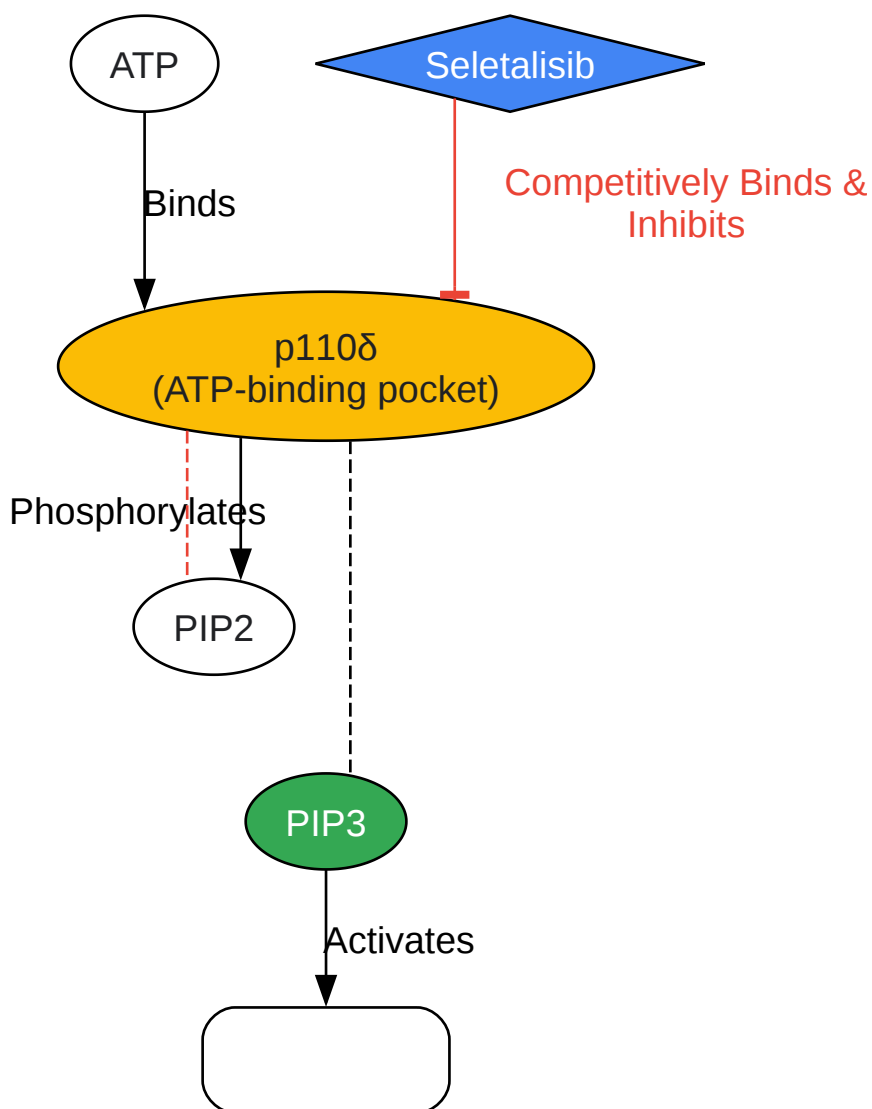 ATP
Seletalisib
Competitively Binds &
Inhibits
Binds
p110δ
(ATP-binding pocket)
Phosphorylates
PIP2
PIP3
Activates